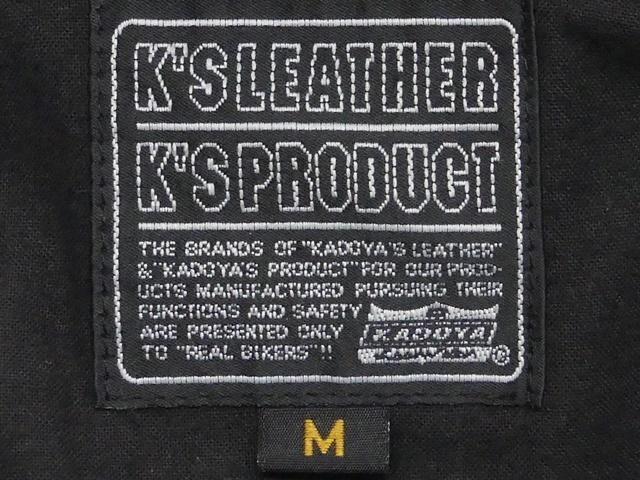 K'S LEATHER
K'S PRODUCT
THE BRANDS OF "KADOYA'S LEATHER"
& "KADOYA'S PRODUCT" FOR OUR PROD-
UCTS MANUFACTURED PURSUING THEIR
FUNCTIONS AND SAFETY
ARE PRESENTED ONLY
TO "REAL BIKERS"!!
KADOYA
®
M